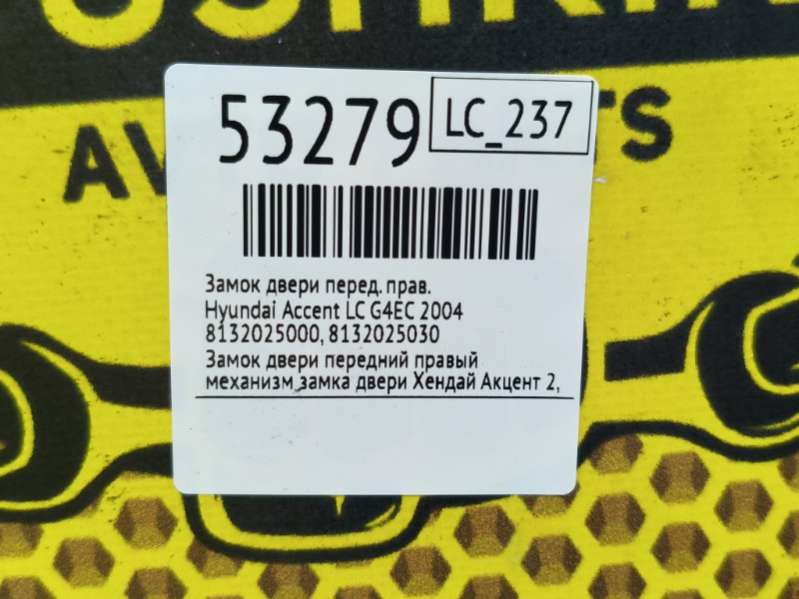 53279
LC_237
Замок двери перед. прав.
Hyundai Accent LC G4EC 2004
8132025000, 8132025030
Замок двери передний правый
механизм замка двери Хендай Акцент 2,